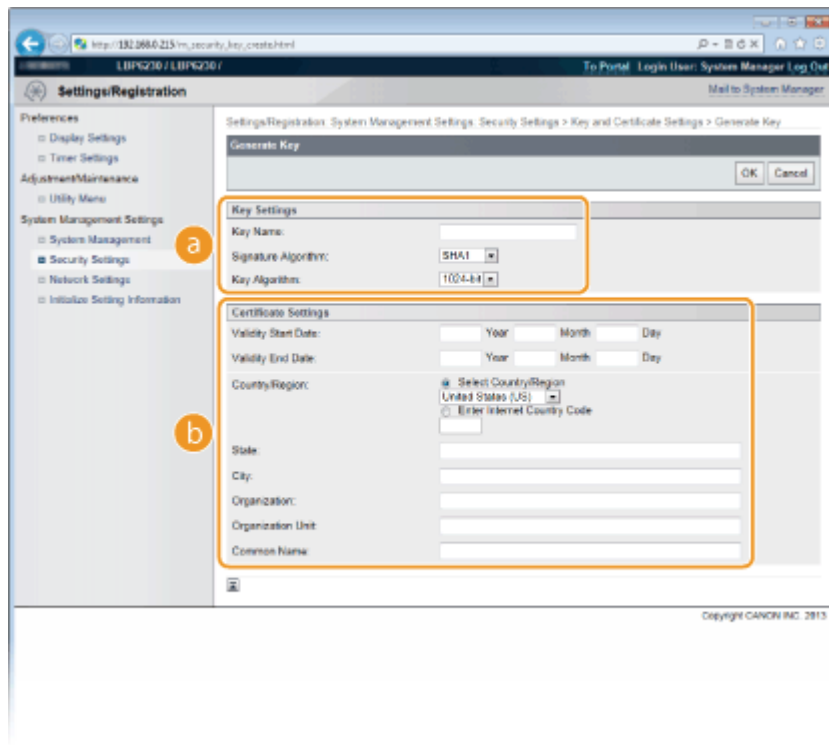 http://192.168.0.215/m_security_key_create.html
LBP6230 / LBP6230 /
To Portal Login User: System Manager Log Out
Settings/Registration
Mail to System Manager
Preferences
Display Settings
Timer Settings
Adjustment/Maintenance
Utility Menu
System Management Settings
System Management
Security Settings
Network Settings
Initialize Setting Information
Settings/Registration: System Management Settings: Security Settings > Key and Certificate Settings > Generate Key
Generate Key
OK Cancel
a
Key Settings
Key Name:
Signature Algorithm: SHA1
Key Algorithm: 1024-bit
b
Certificate Settings
Validity Start Date: Year Month Day
Validity End Date: Year Month Day
Country/Region: Select Country/Region
United States (US)
Enter Internet Country Code
State:
City:
Organization:
Organization Unit:
Common Name:
Copyright CANON INC. 2013